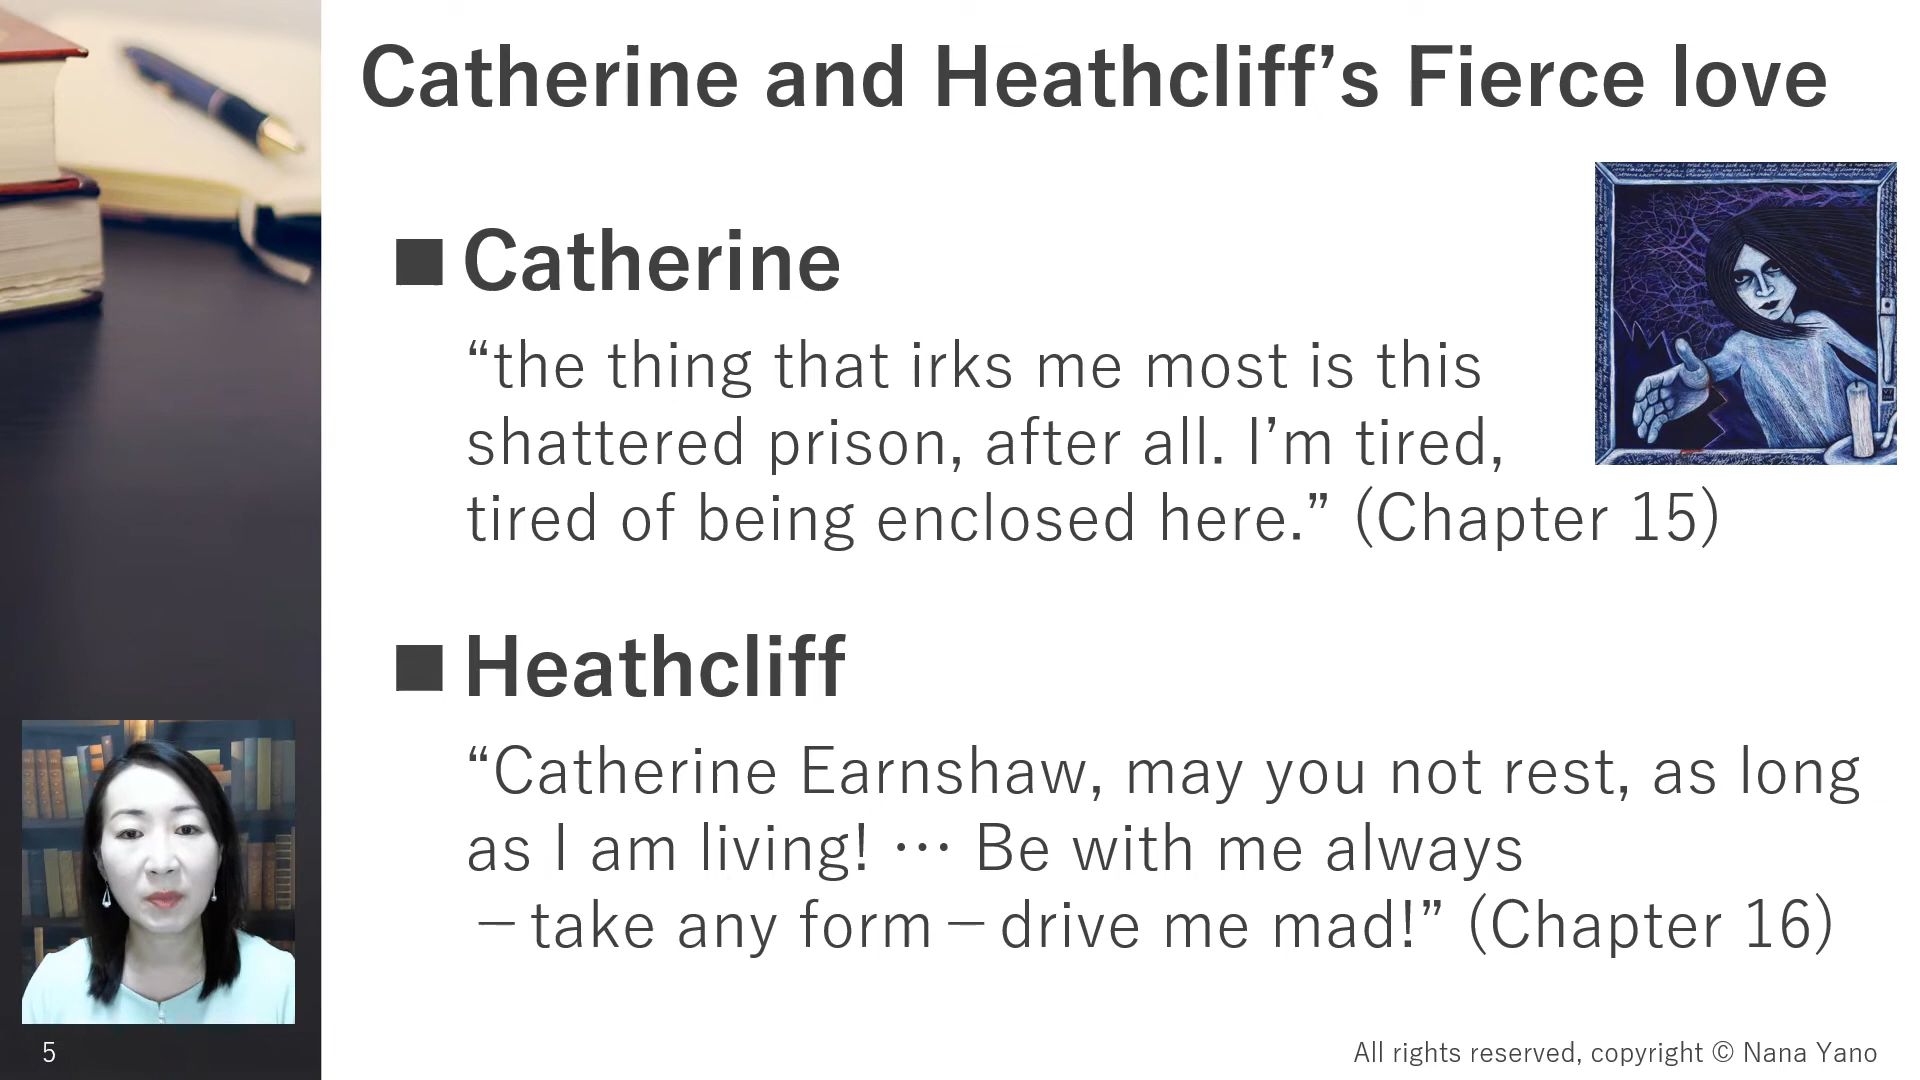 Catherine and Heathcliff’s Fierce love
■ Catherine
“the thing that irks me most is this
shattered prison, after all. I’m tired,
tired of being enclosed here.” (Chapter 15)
■ Heathcliff
“Catherine Earnshaw, may you not rest, as long
as I am living! ⋯ Be with me always
－take any form－drive me mad!” (Chapter 16)
5
All rights reserved, copyright © Nana Yano